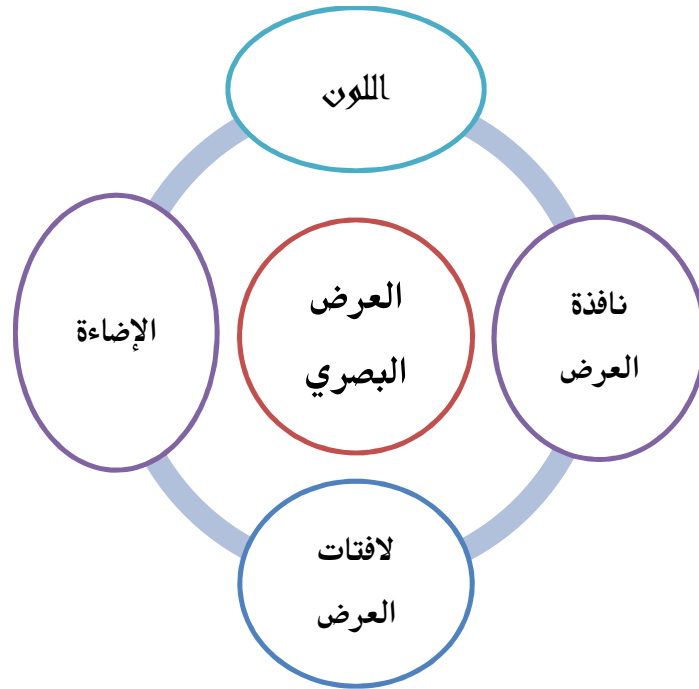 اللون
العرض
البصري
نافذة
العرض
الإضاءة
لافتات
العرض